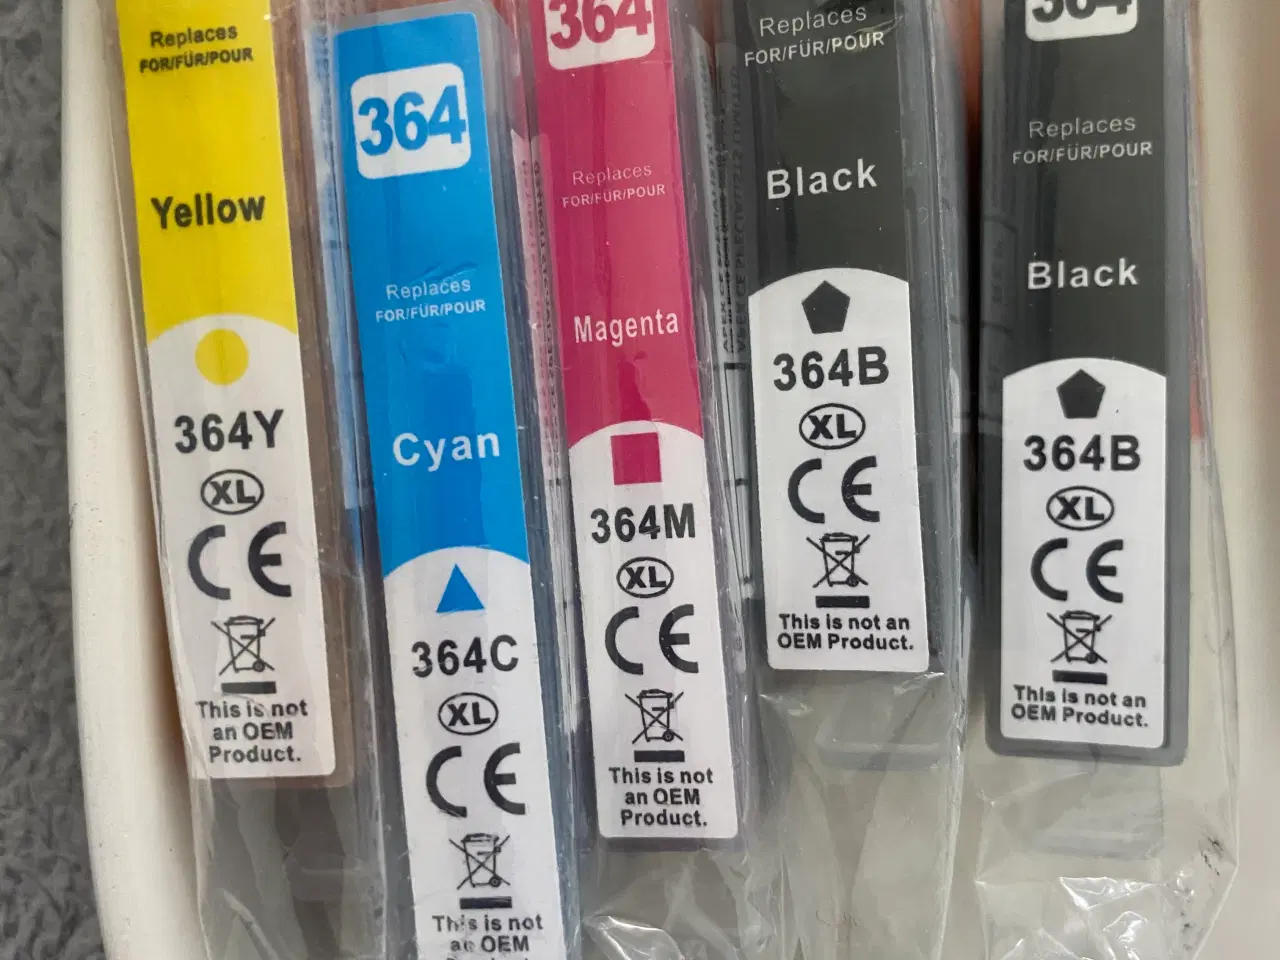 Replaces
FOR/FÜR/POUR
Yellow
364Y
XL
CE
This is not
an OEM
Product.
364
Replaces
FOR/FÜR/POUR
Cyan
364C
XL
CE
This is not
an OEM
364
Replaces
FOR/FÜR/POUR
Magenta
364M
XL
CE
This is not
an OEM
Product.
Replaces
FOR/FÜR/POUR
Black
364B
XL
CE
This is not an
OEM Product.
364
Replaces
FOR/FÜR/POUR
Black
364B
XL
CE
This is not an
OEM Product.